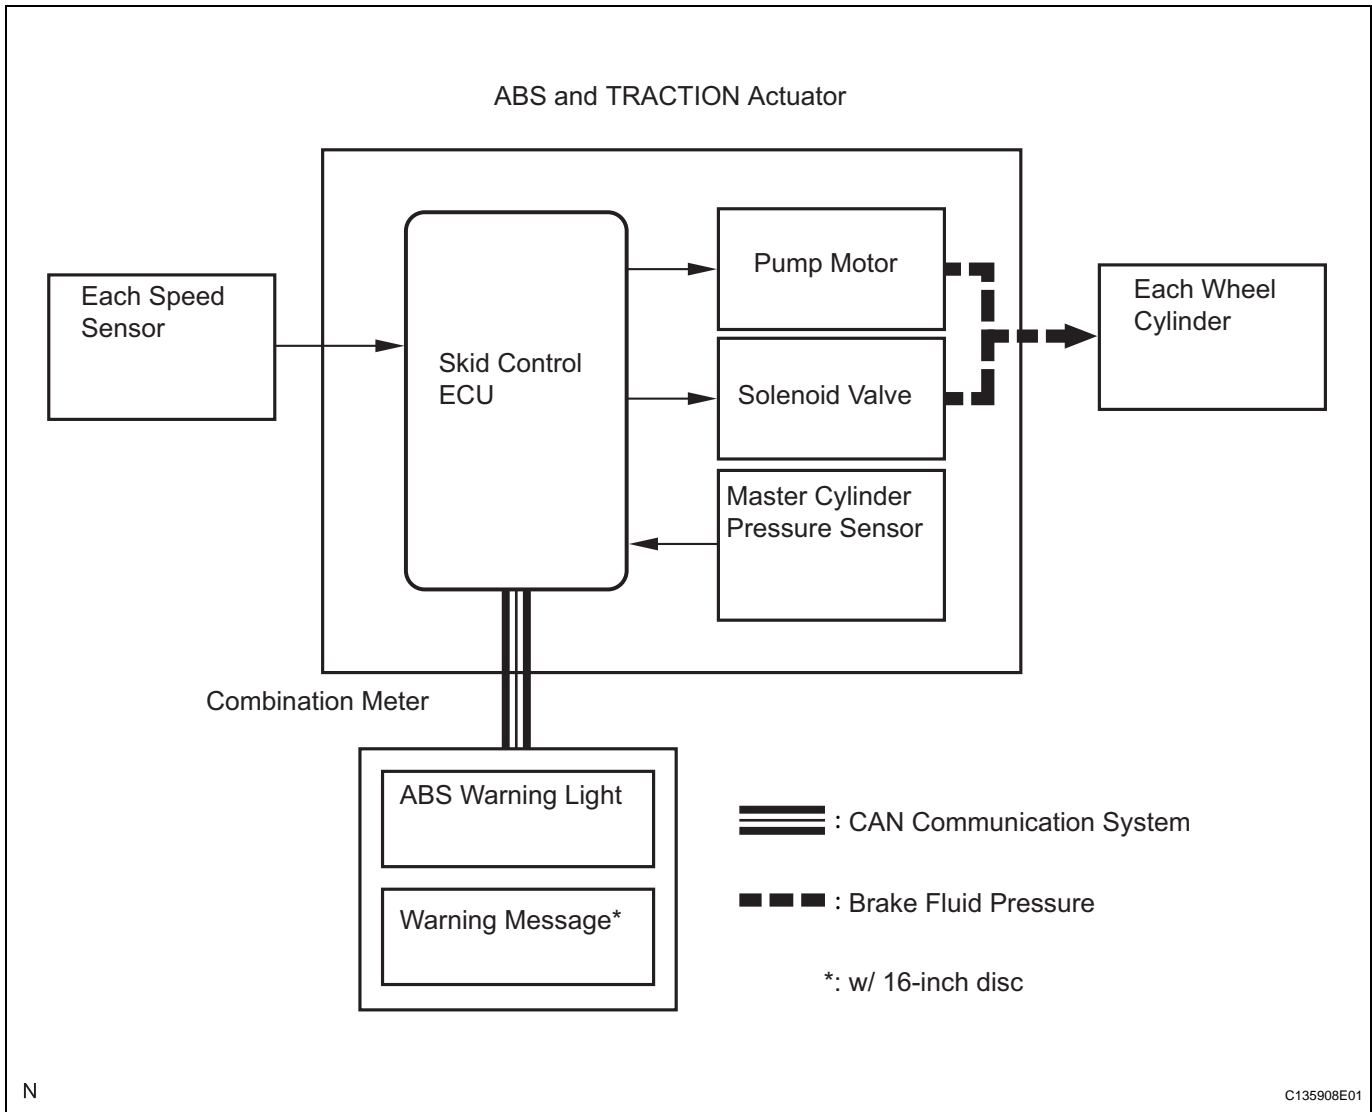 ABS and TRACTION Actuator
Each Speed
Sensor
Skid Control
ECU
Pump Motor
Solenoid Valve
Master Cylinder
Pressure Sensor
Each Wheel
Cylinder
Combination Meter
ABS Warning Light
Warning Message*
: CAN Communication System
: Brake Fluid Pressure
*: w/ 16-inch disc
N
C135908E01